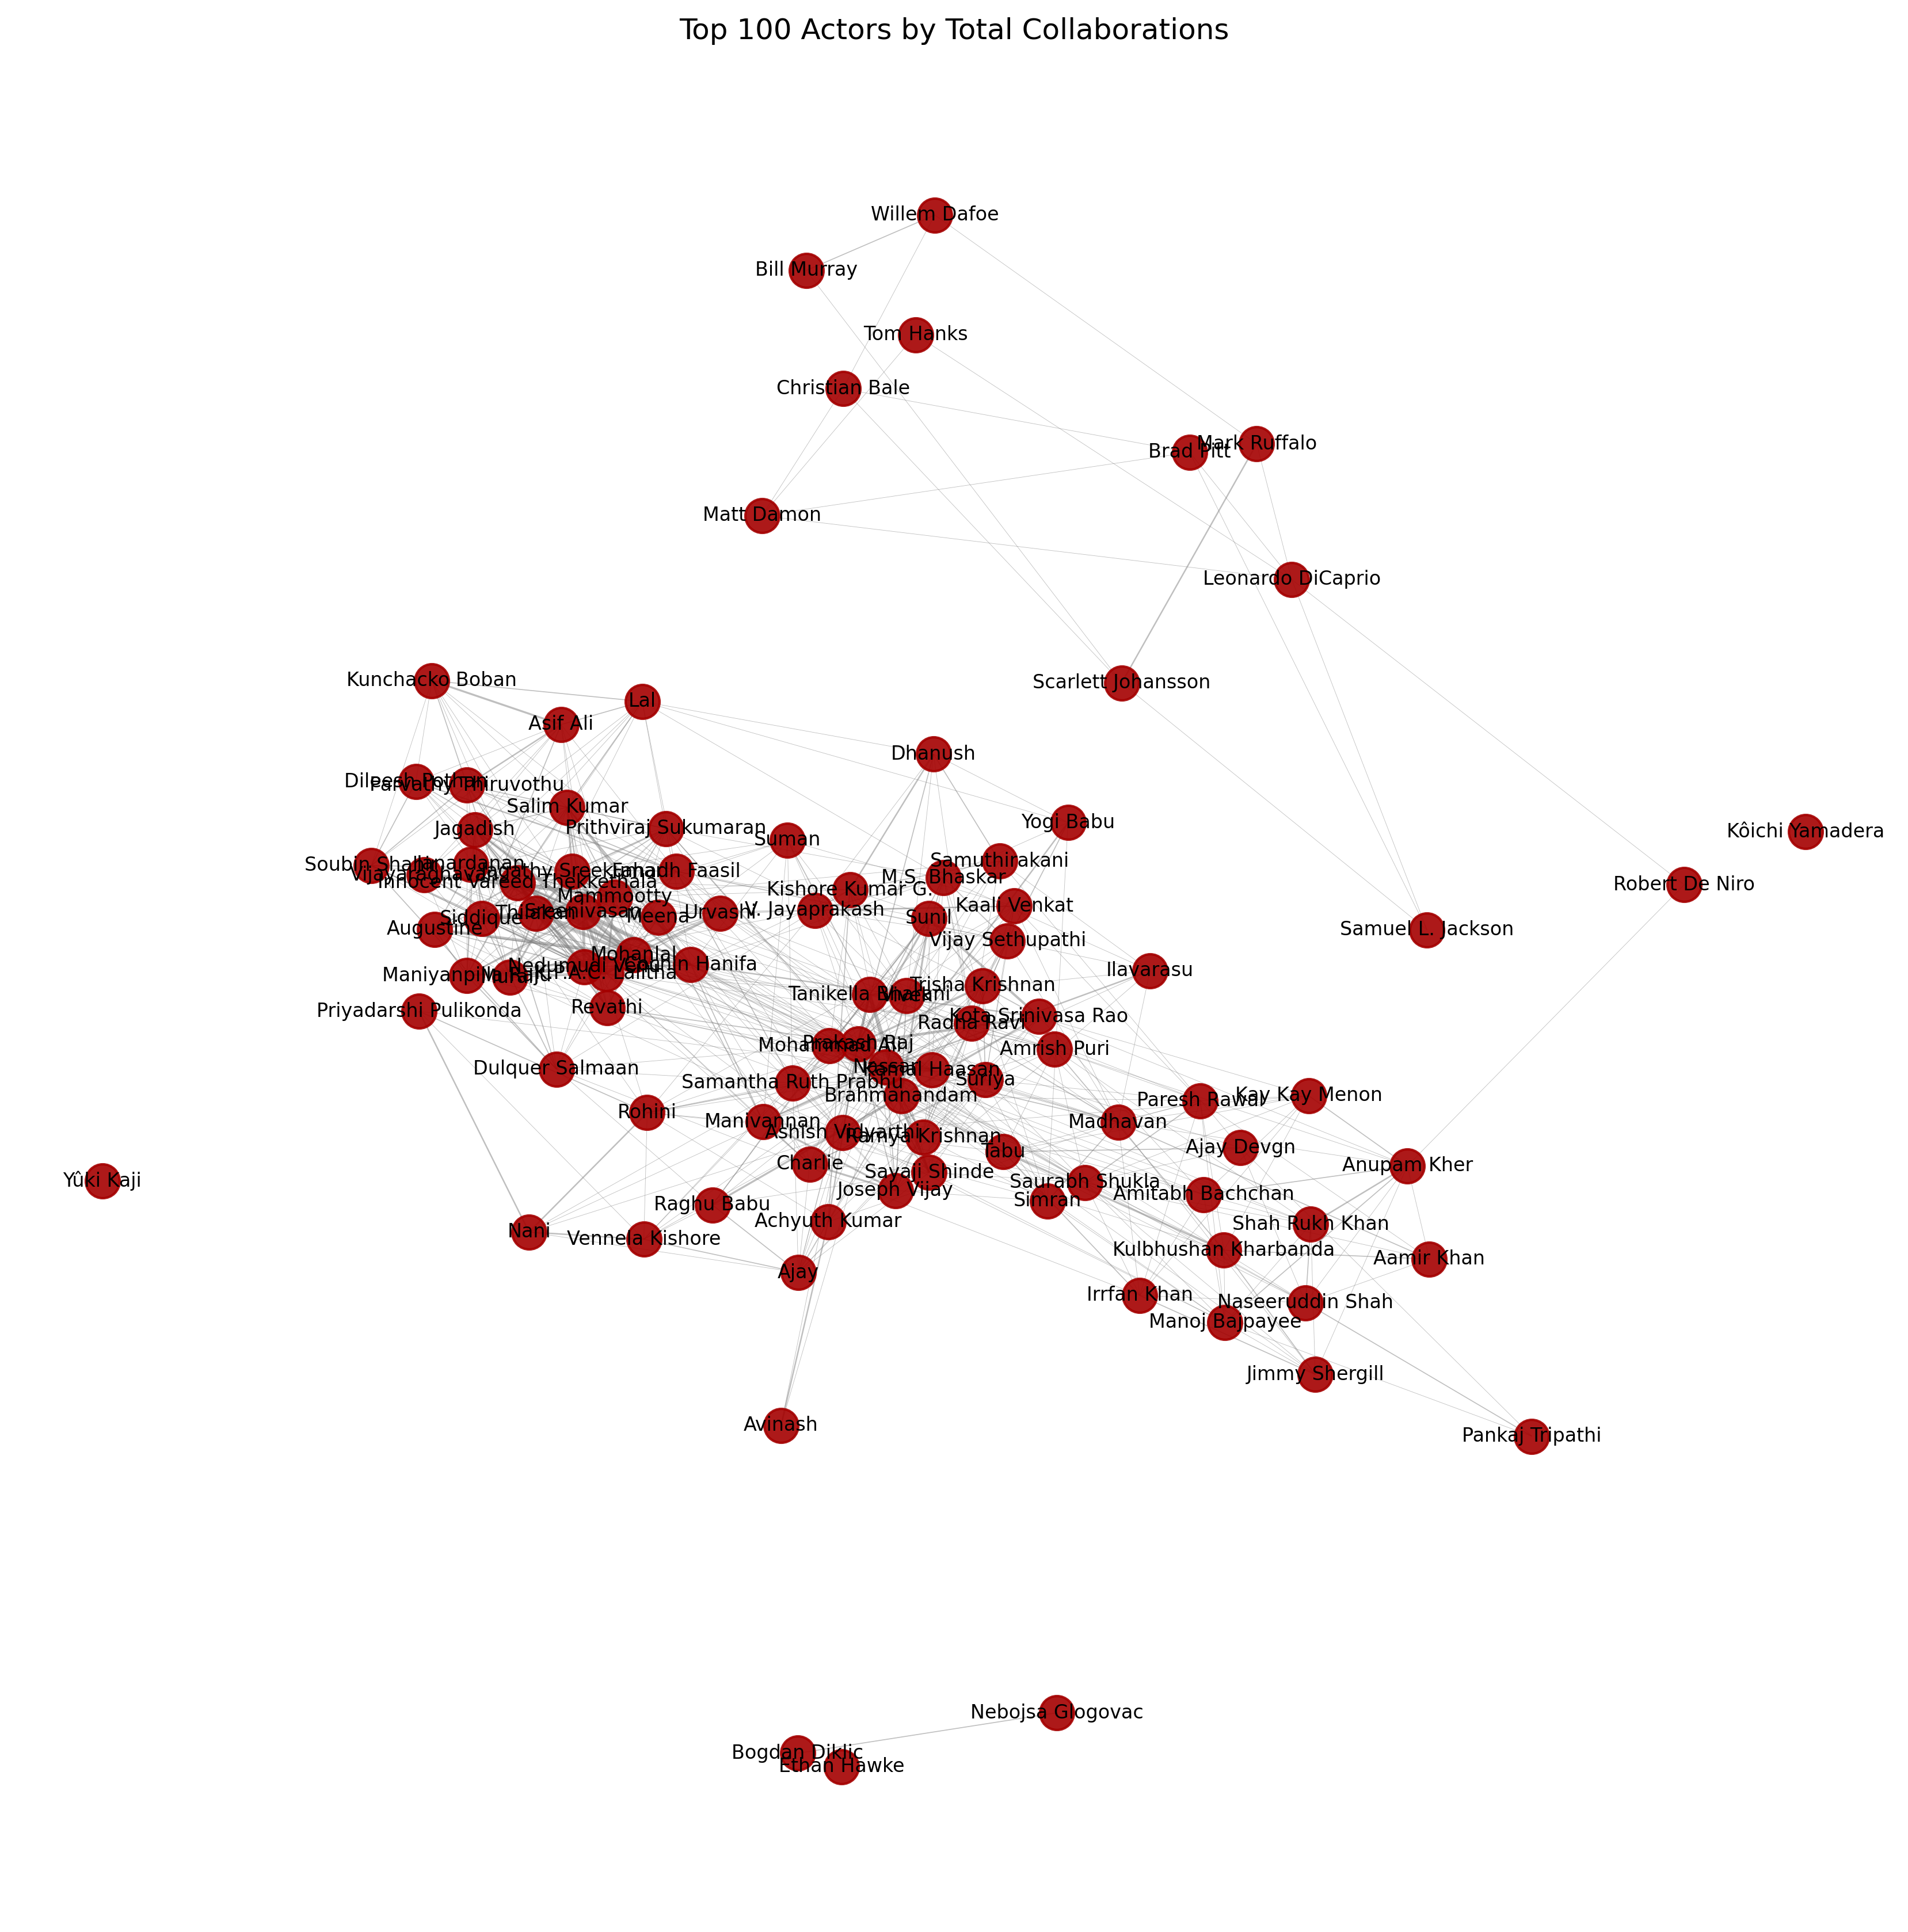 Top 100 Actors by Total Collaborations
Willem Dafoe
Bill Murray
Tom Hanks
Christian Bale
Mark Ruffalo
Brad Pitt
Matt Damon
Leonardo DiCaprio
Kunchacko Boban
Scarlett Johansson
Lal
Asif Ali
Dhanush
Dileesh Pothan
Parvathy Thiruvothu
Salim Kumar
Yogi Babu
Jagadish
Prithviraj Sukumaran
Kôichi Yamadera
Suman
Samuthirakani
Soubin Shahir
Janardanan
Jagathy Sreekumar
Fahadh Faasil
Vijayaraghavan
M.S. Bhaskar
Innocent Vareed Thekkethala
Robert De Niro
Kishore Kumar G.
Mammootty
Kaali Venkat
V. Jayaprakash
Thilakan
Sreenivasan
Urvashi
Meena
Siddique
Sunil
Augustine
Samuel L. Jackson
Vijay Sethupathi
Mohanlal
Cochin Hanifa
Nedumudi Venu
Ilavarasu
K.P.A.C. Lalitha
Maniyanpilla Raju
Trisha Krishnan
Tanikella Bharani
Vivek
Revathi
Priyadarshi Pulikonda
Kota Srinivasa Rao
Radha Ravi
Prakash Raj
Mohammad Ali
Amrish Puri
Nassar
Dulquer Salmaan
Kamal Haasan
Suriya
Samantha Ruth Prabhu
Brahmanandam
Kay Kay Menon
Paresh Rawal
Rohini
Manivannan
Madhavan
Ashish Vidyarthi
Ramya Krishnan
Ajay Devgn
Tabu
Charlie
Anupam Kher
Sayaji Shinde
Yûki Kaji
Saurabh Shukla
Joseph Vijay
Amitabh Bachchan
Simran
Raghu Babu
Achyuth Kumar
Shah Rukh Khan
Nani
Vennela Kishore
Kulbhushan Kharbanda
Aamir Khan
Ajay
Irrfan Khan
Naseeruddin Shah
Manoj Bajpayee
Jimmy Shergill
Avinash
Pankaj Tripathi
Nebojsa Glogovac
Bogdan Diklic
Ethan Hawke